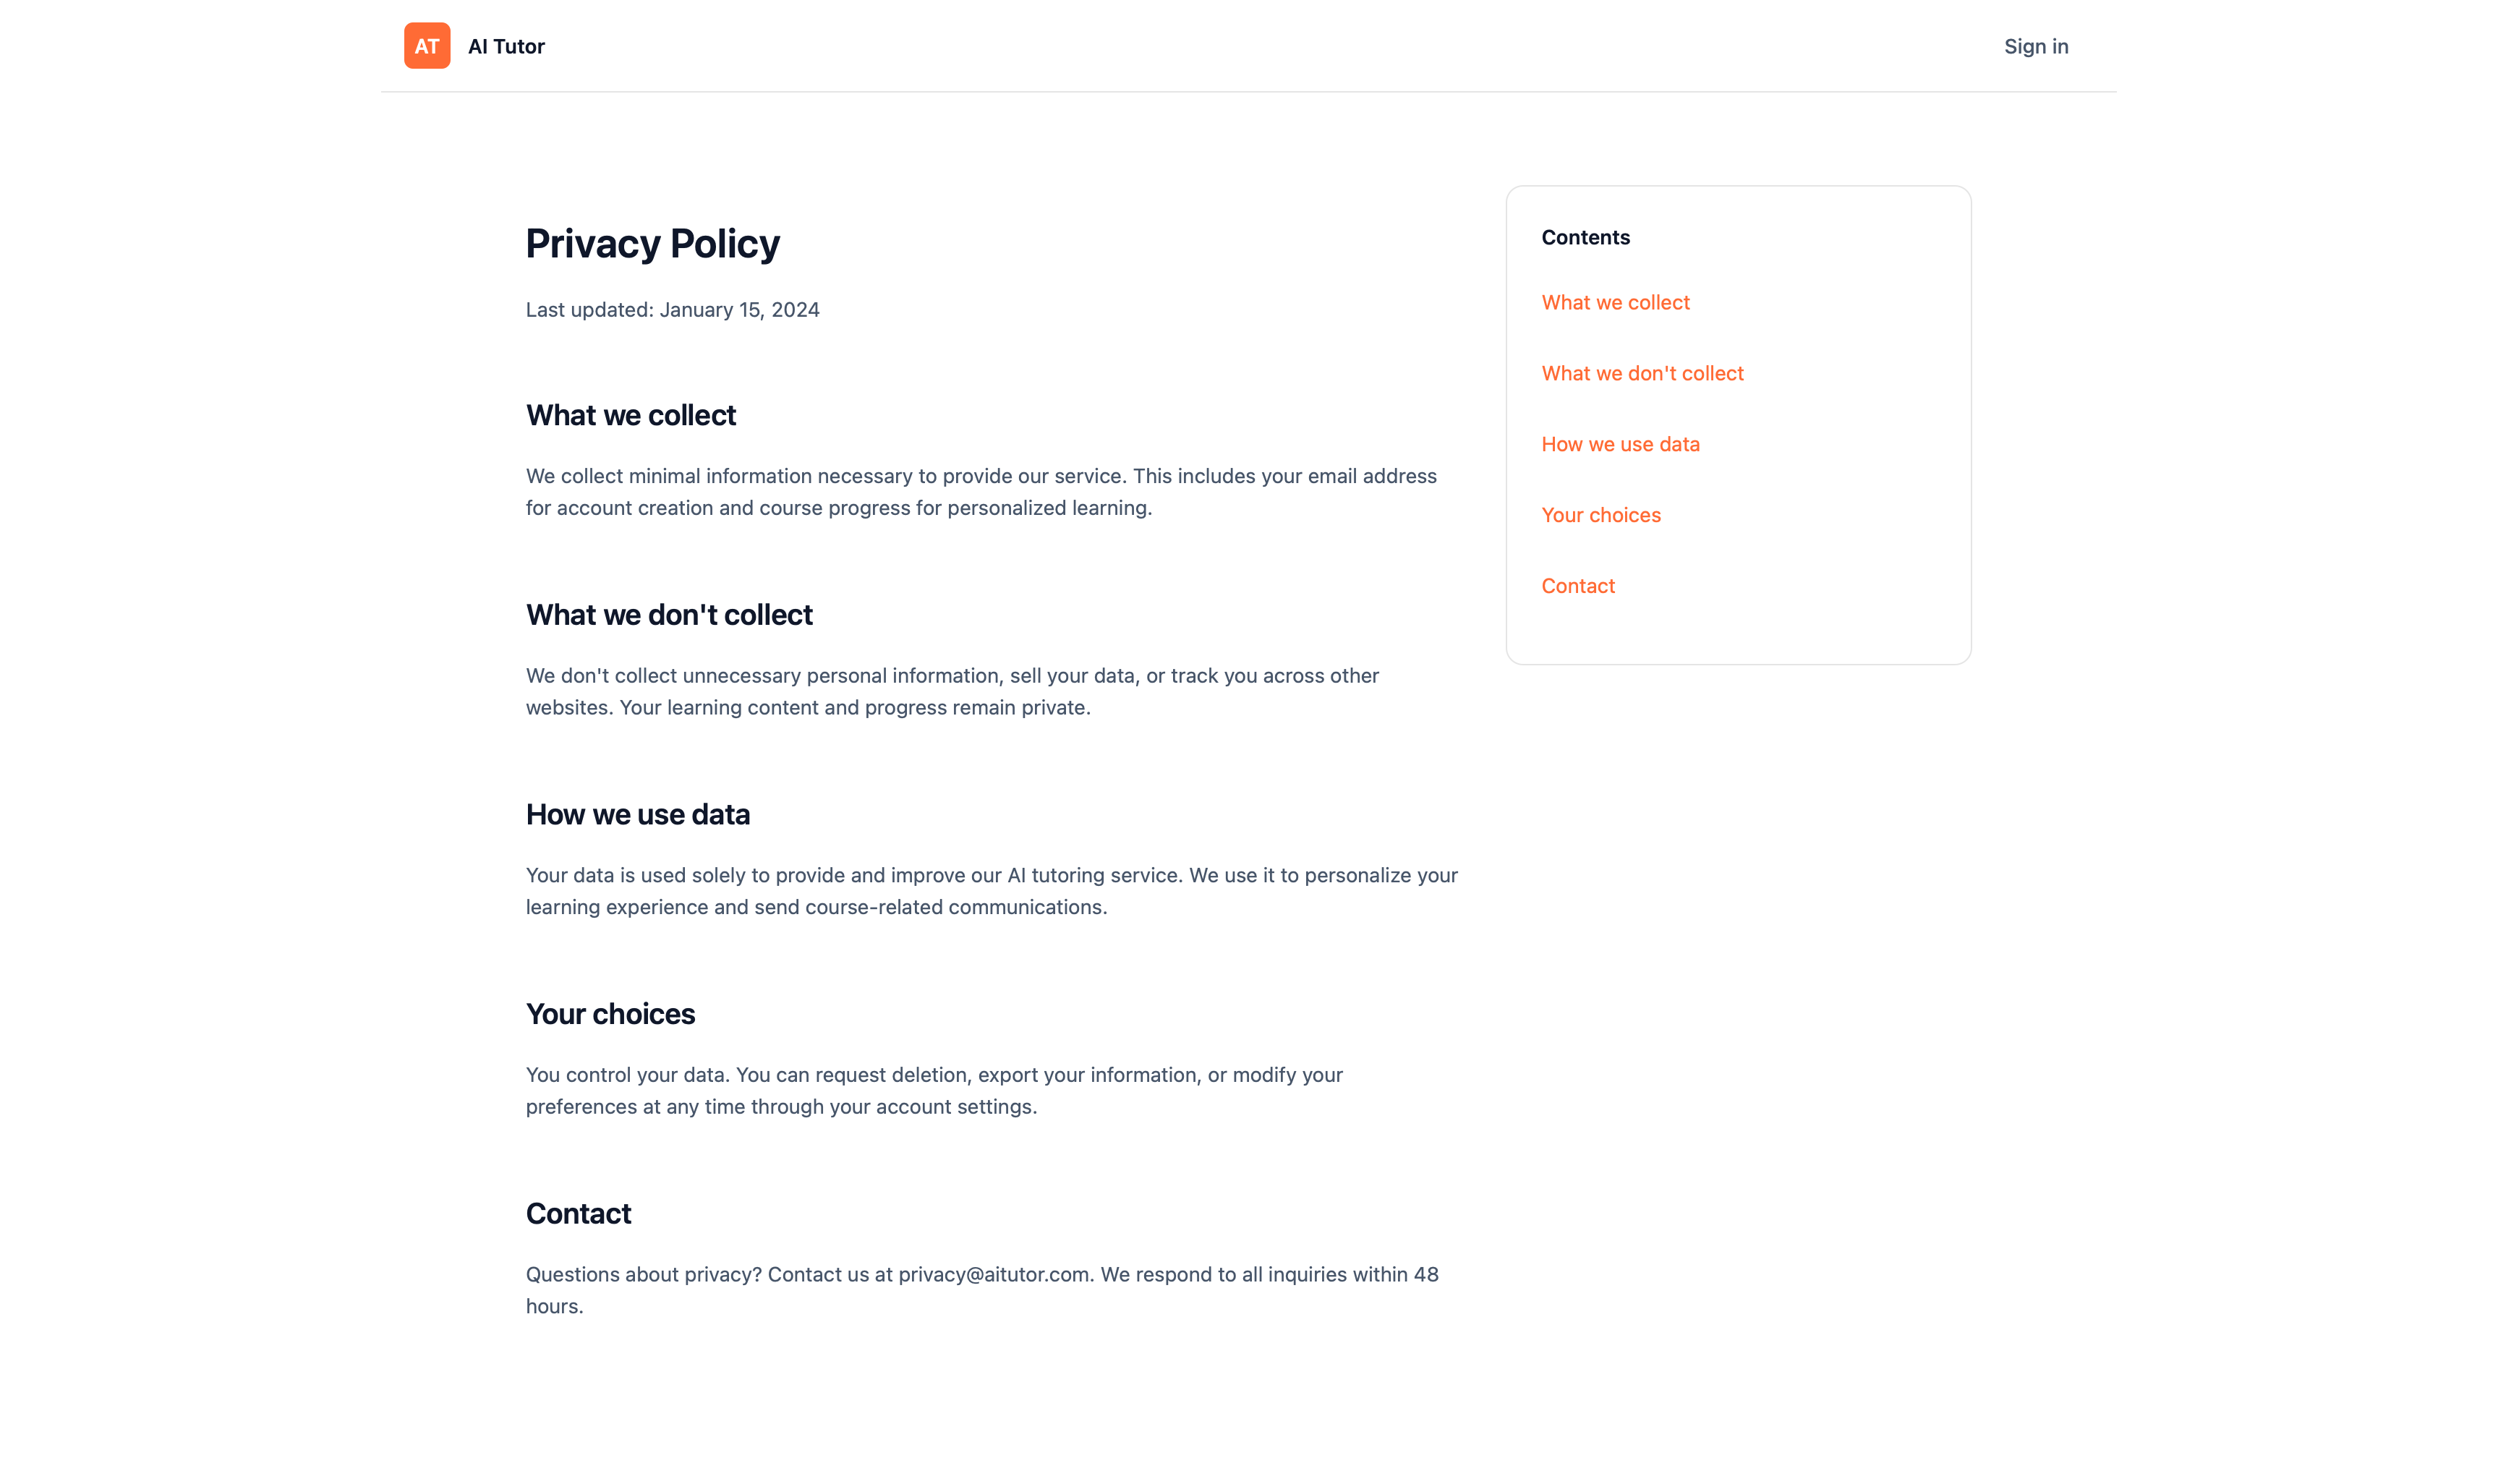 AT
AI Tutor
Sign in
Privacy Policy
Last updated: January 15, 2024
What we collect
We collect minimal information necessary to provide our service. This includes your email address
for account creation and course progress for personalized learning.
What we don't collect
We don't collect unnecessary personal information, sell your data, or track you across other
websites. Your learning content and progress remain private.
How we use data
Your data is used solely to provide and improve our AI tutoring service. We use it to personalize your
learning experience and send course-related communications.
Your choices
You control your data. You can request deletion, export your information, or modify your
preferences at any time through your account settings.
Contact
Questions about privacy? Contact us at privacy@aitutor.com. We respond to all inquiries within 48
hours.
Contents
What we collect
What we don't collect
How we use data
Your choices
Contact